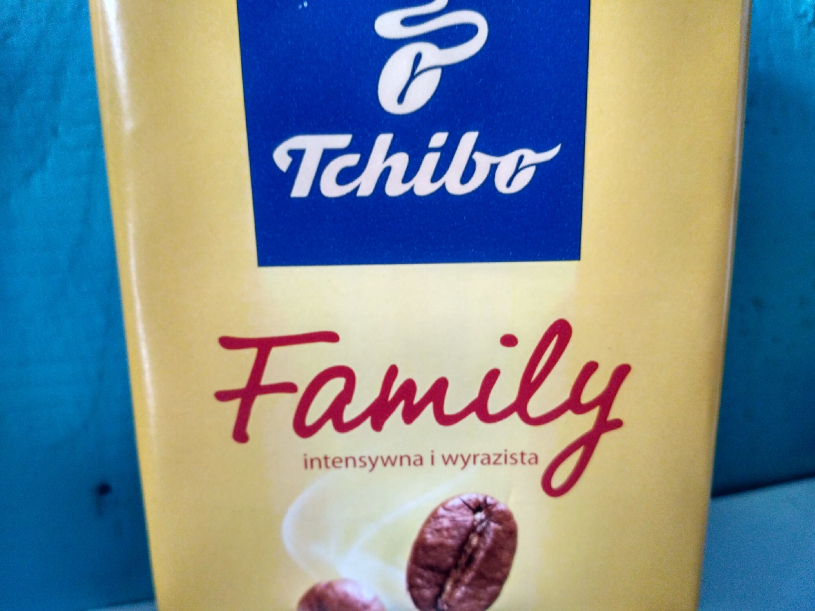 Tchibo
Family
intensywna i wyrazista